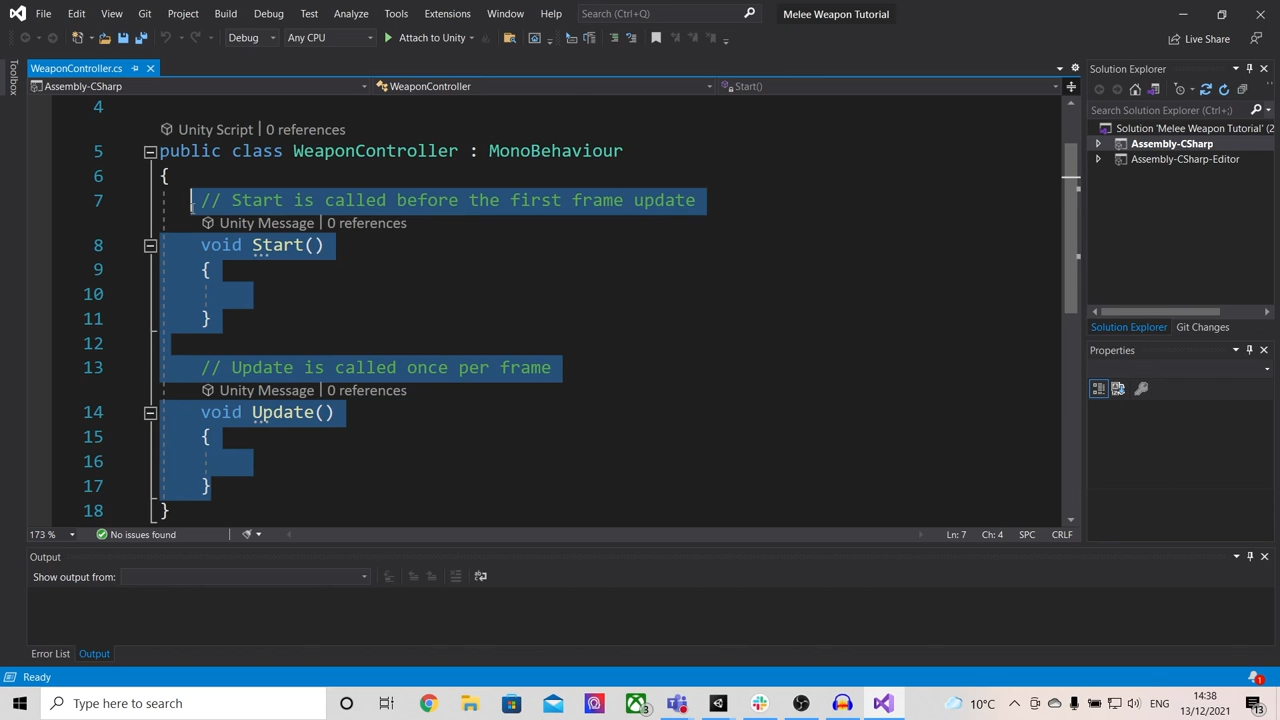 File Edit View Git Project Build Debug Test Analyze Tools Extensions Window Help Search (Ctrl+Q) Melee Weapon Tutorial
Debug Any CPU Attach to Unity Live Share
Toolbox
WeaponController.cs
Assembly-CSharp WeaponController Start()
4
Unity Script | 0 references
5 public class WeaponController : MonoBehaviour
6 {
7 // Start is called before the first frame update
Unity Message | 0 references
8 void Start()
9 {
10
11 }
12
13 // Update is called once per frame
Unity Message | 0 references
14 void Update()
15 {
16
17 }
18 }
173 % No issues found Ln: 7 Ch: 4 SPC CRLF
Solution Explorer
Search Solution Explorer (Ctrl+;)
Solution 'Melee Weapon Tutorial' (2
Assembly-CSharp
Assembly-CSharp-Editor
Solution Explorer Git Changes
Properties
Output
Show output from:
Error List Output
Ready 1
Type here to search 3 10°C ENG 14:38
13/12/2021 13